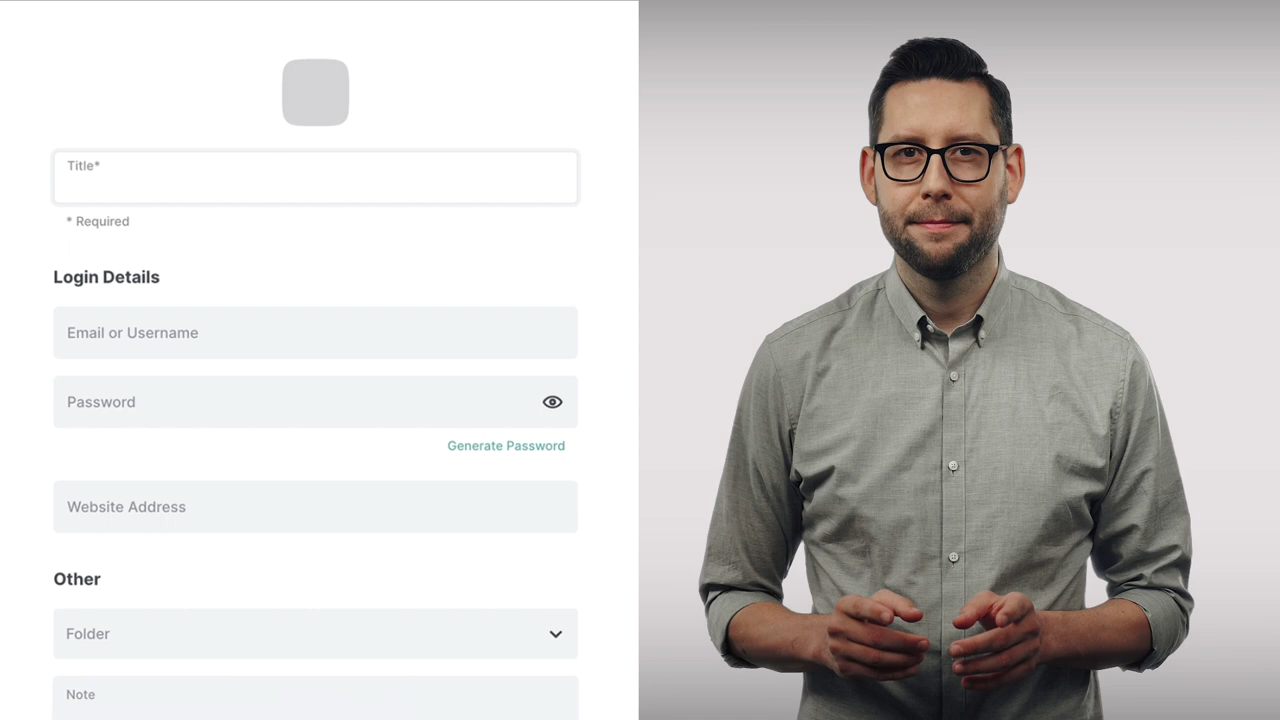 Title*
* Required
Login Details
Email or Username
Password
Generate Password
Website Address
Other
Folder
Note